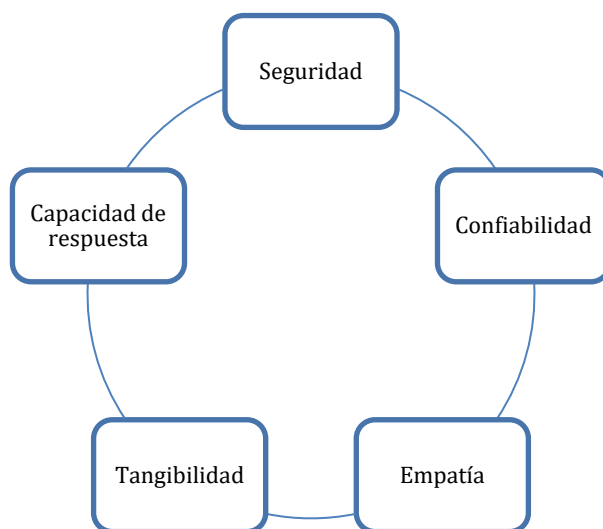 Seguridad
Capacidad de
respuesta
Confiabilidad
Tangibilidad
Empatía